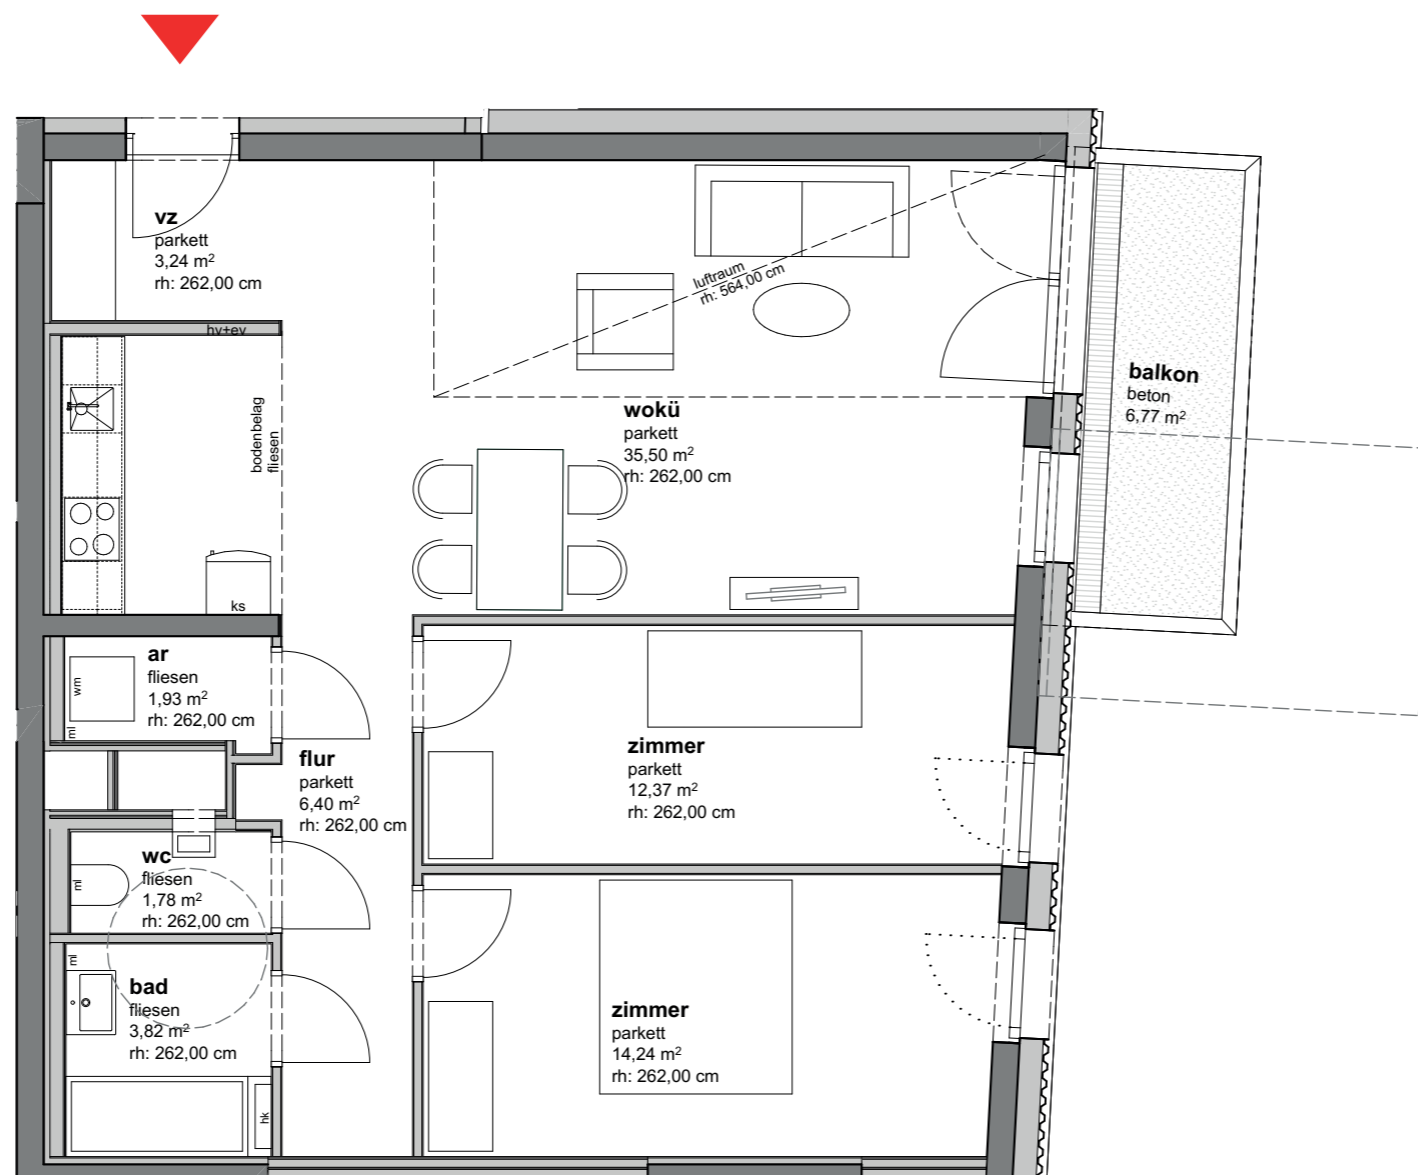 vz
parkett
3,24 m²
rh: 262,00 cm
hv+ev
luftraum
rh: 564,00 cm
balkon
beton
6,77 m²
bodenbelag
fliesen
wokü
parkett
35,50 m²
rh: 262,00 cm
ks
ar
fliesen
1,93 m²
rh: 262,00 cm
wm
ml
flur
parkett
6,40 m²
rh: 262,00 cm
zimmer
parkett
12,37 m²
rh: 262,00 cm
wc
fliesen
1,78 m²
rh: 262,00 cm
ml
ml
bad
fliesen
3,82 m²
rh: 262,00 cm
hk
zimmer
parkett
14,24 m²
rh: 262,00 cm